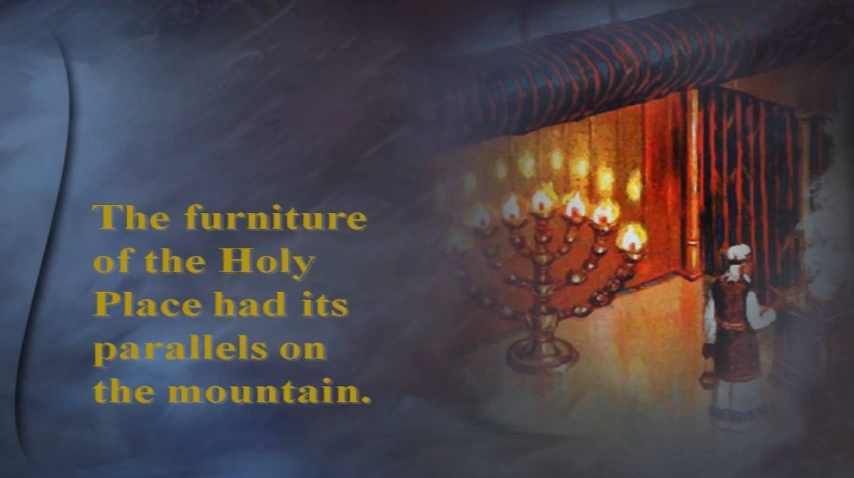 The furniture
of the Holy
Place had its
parallels on
the mountain.